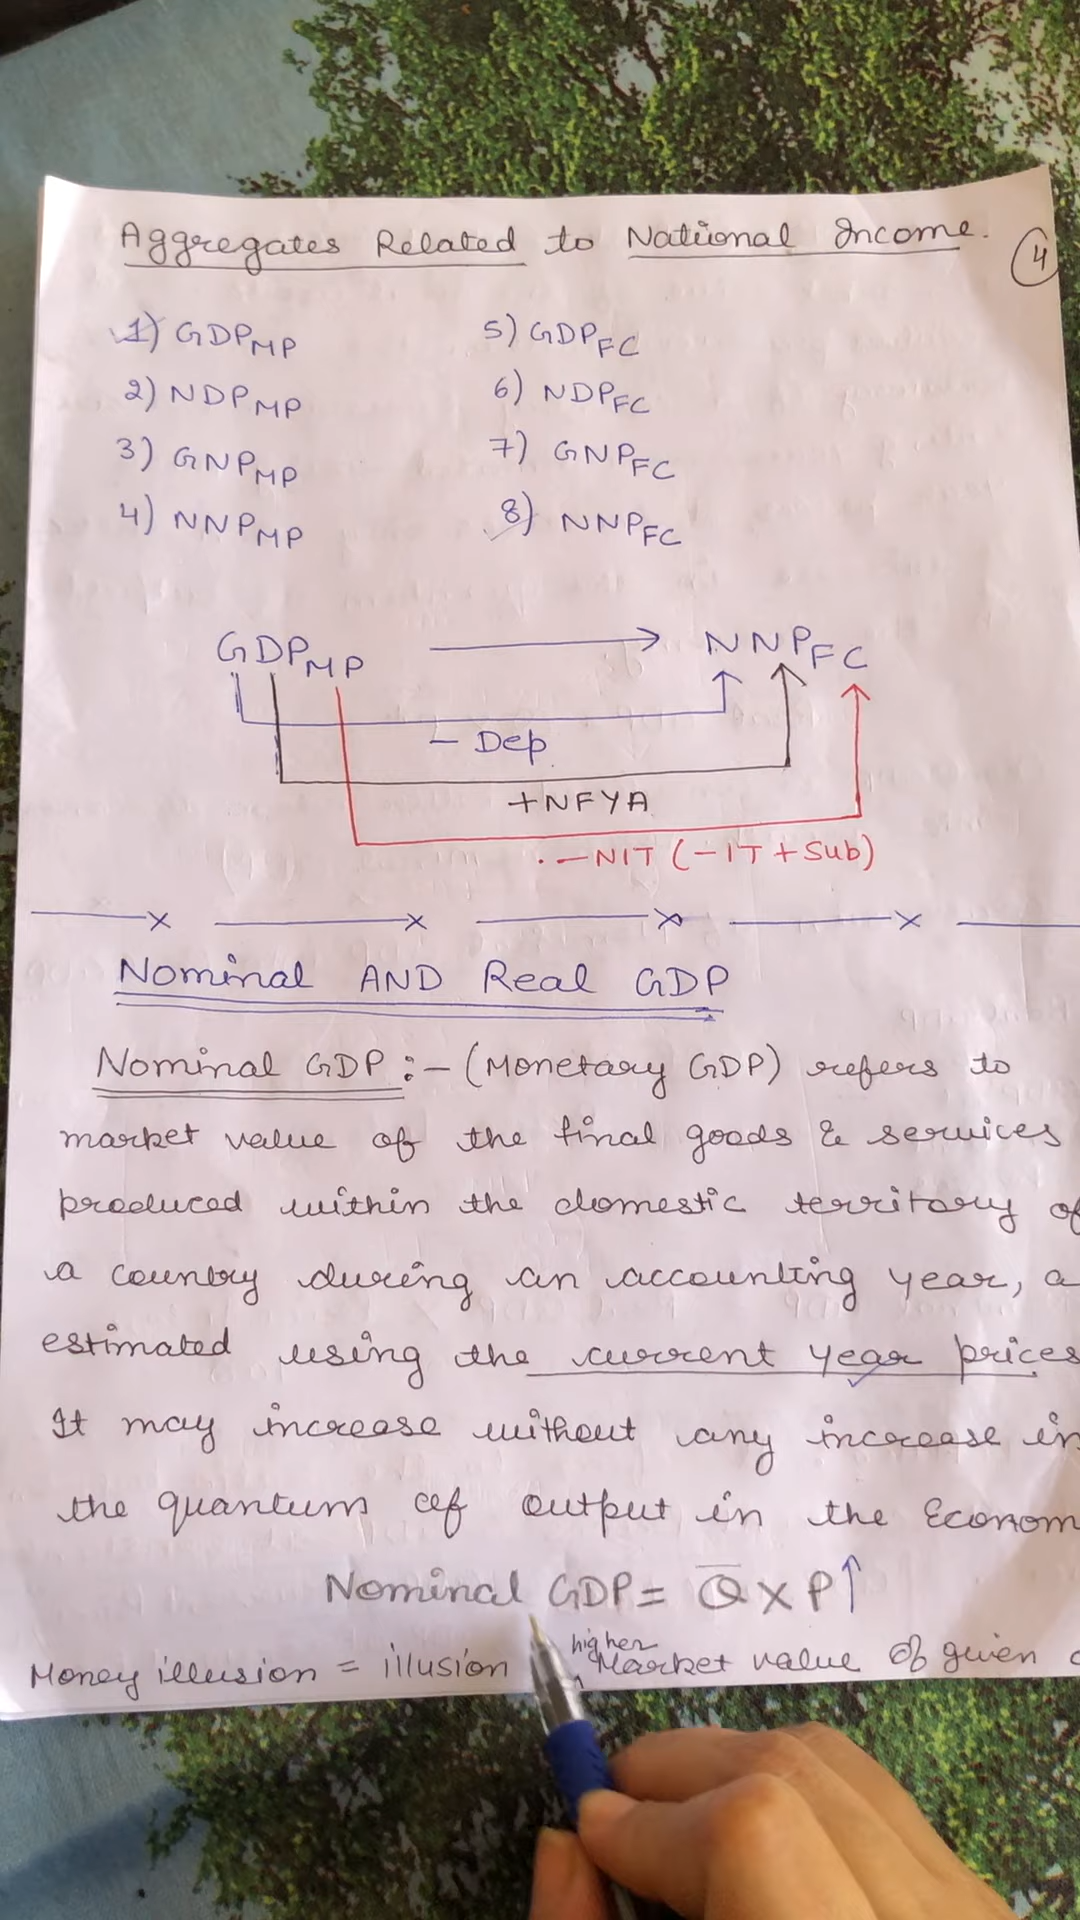 Aggregates Related to National Income.
4
1) GDPMP
2) NDPMP
3) GNPMP
4) NNPMP
5) GDPFC
6) NDPFC
7) GNPFC
8) NNPFC
GDPMP → NNPFC
- Dep.
+NFYA
.-NIT (-IT+Sub)
Nominal AND Real GDP
Nominal GDP :- (Monetary GDP) refers to
market value of the final goods & services
produced within the domestic territory of
a country during an accounting year, a
estimated using the current year prices
It may increase without any increase in
the quantum of output in the Econom
Nominal GDP = Q̅ X P↑
higher
Money illusion = illusion Market value of given